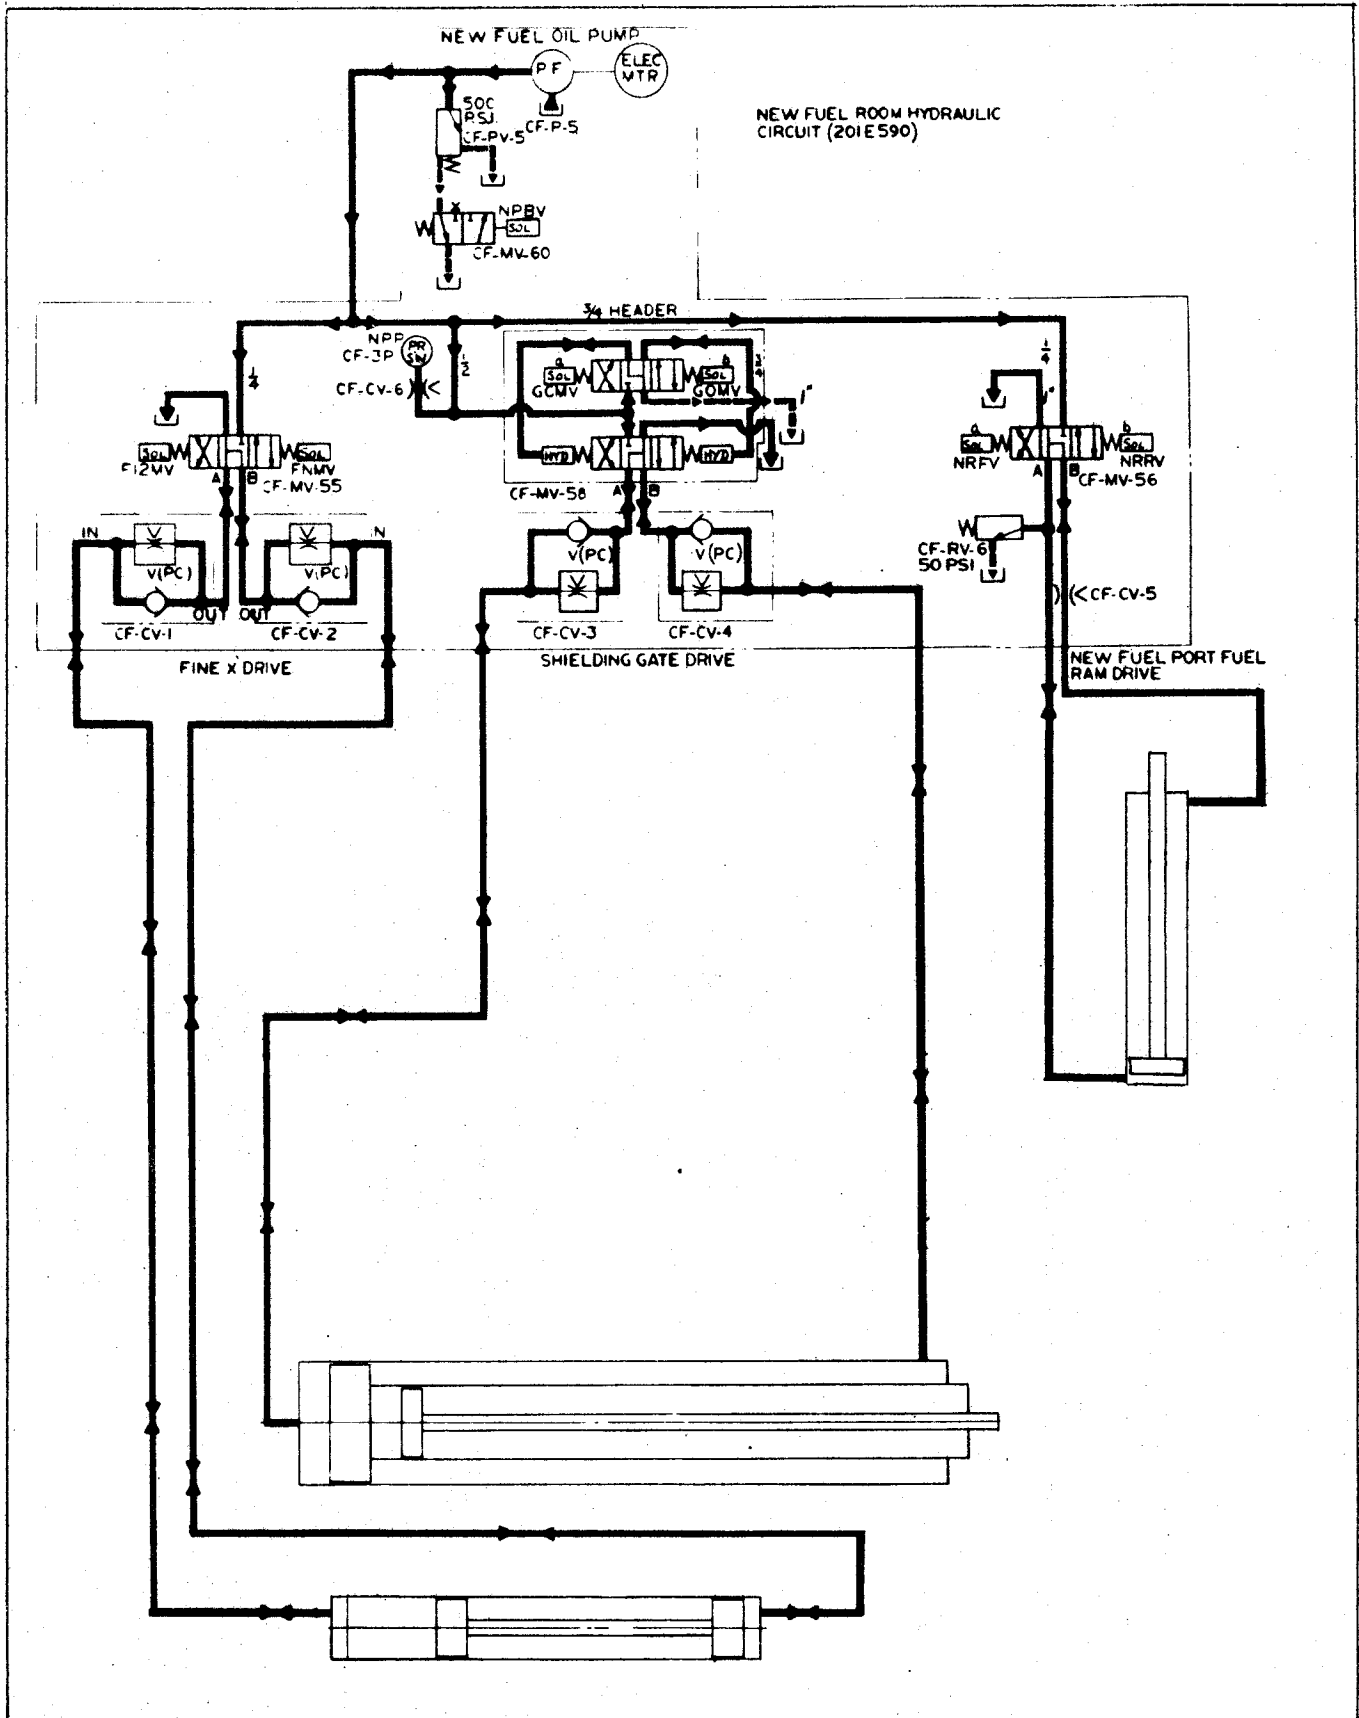 NEW FUEL OIL PUMP
PF
ELEC
MTR
CF-P-5
PSI
CF-PV-5
NEW FUEL ROOM HYDRAULIC
CIRCUIT (201E590)
NPBV
SOL
CF-MV-60
3/4 HEADER
NPP
CF-3P
PR
SW
CF-CV-6
1/4
1/2
a
SOL
GCMV
b
SOL
GOMV
3/4
1"
HYD
HYD
CF-MV-58
A
B
SOL
F12MV
SOL
FNMV
A
B
CF-MV-55
1/4
1"
a
SOL
NRFV
b
SOL
NRRV
A
B
CF-MV-56
IN
V(PC)
V(PC)
IN
OUT
OUT
CF-CV-1
CF-CV-2
V(PC)
V(PC)
CF-CV-3
CF-CV-4
CF-RV-6
50 PSI
CF-CV-5
FINE X DRIVE
SHIELDING GATE DRIVE
NEW FUEL PORT FUEL
RAM DRIVE